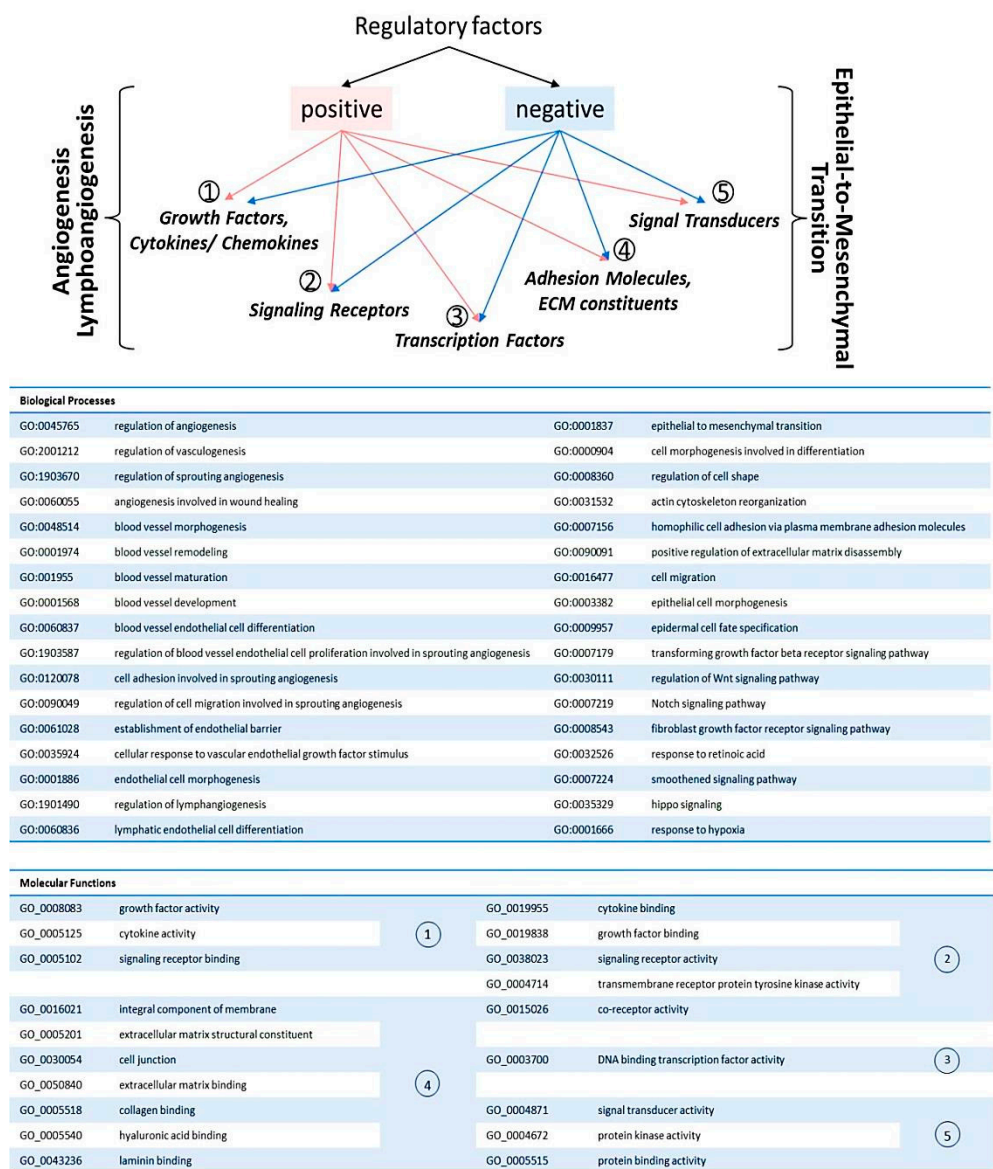 Regulatory factors
positive
negative
Angiogenesis
Lymphoangiogenesis
Epithelial-to-Mesenchymal
Transition
①
Growth Factors,
Cytokines/ Chemokines
②
Signaling Receptors
③
Transcription Factors
④
Adhesion Molecules,
ECM constituents
⑤
Signal Transducers
Biological Processes
GO:0045765 regulation of angiogenesis GO:0001837 epithelial to mesenchymal transition
GO:2001212 regulation of vasculogenesis GO:0000904 cell morphogenesis involved in differentiation
GO:1903670 regulation of sprouting angiogenesis GO:0008360 regulation of cell shape
GO:0060055 angiogenesis involved in wound healing GO:0031532 actin cytoskeleton reorganization
GO:0048514 blood vessel morphogenesis GO:0007156 homophilic cell adhesion via plasma membrane adhesion molecules
GO:0001974 blood vessel remodeling GO:0090091 positive regulation of extracellular matrix disassembly
GO:001955 blood vessel maturation GO:0016477 cell migration
GO:0001568 blood vessel development GO:0003382 epithelial cell morphogenesis
GO:0060837 blood vessel endothelial cell differentiation GO:0009957 epidermal cell fate specification
GO:1903587 regulation of blood vessel endothelial cell proliferation involved in sprouting angiogenesis GO:0007179 transforming growth factor beta receptor signaling pathway
GO:0120078 cell adhesion involved in sprouting angiogenesis GO:0030111 regulation of Wnt signaling pathway
GO:0090049 regulation of cell migration involved in sprouting angiogenesis GO:0007219 Notch signaling pathway
GO:0061028 establishment of endothelial barrier GO:0008543 fibroblast growth factor receptor signaling pathway
GO:0035924 cellular response to vascular endothelial growth factor stimulus GO:0032526 response to retinoic acid
GO:0001886 endothelial cell morphogenesis GO:0007224 smoothened signaling pathway
GO:1901490 regulation of lymphangiogenesis GO:0035329 hippo signaling
GO:0060836 lymphatic endothelial cell differentiation GO:0001666 response to hypoxia
Molecular Functions
GO_0008083 growth factor activity GO_0019955 cytokine binding
GO_0005125 cytokine activity ① GO_0019838 growth factor binding
GO_0005102 signaling receptor binding GO_0038023 signaling receptor activity ②
GO_0004714 transmembrane receptor protein tyrosine kinase activity
GO_0016021 integral component of membrane GO_0015026 co-receptor activity
GO_0005201 extracellular matrix structural constituent
GO_0030054 cell junction GO_0003700 DNA binding transcription factor activity ③
GO_0050840 extracellular matrix binding ④
GO_0005518 collagen binding GO_0004871 signal transducer activity
GO_0005540 hyaluronic acid binding GO_0004672 protein kinase activity ⑤
GO_0043236 laminin binding GO_0005515 protein binding activity